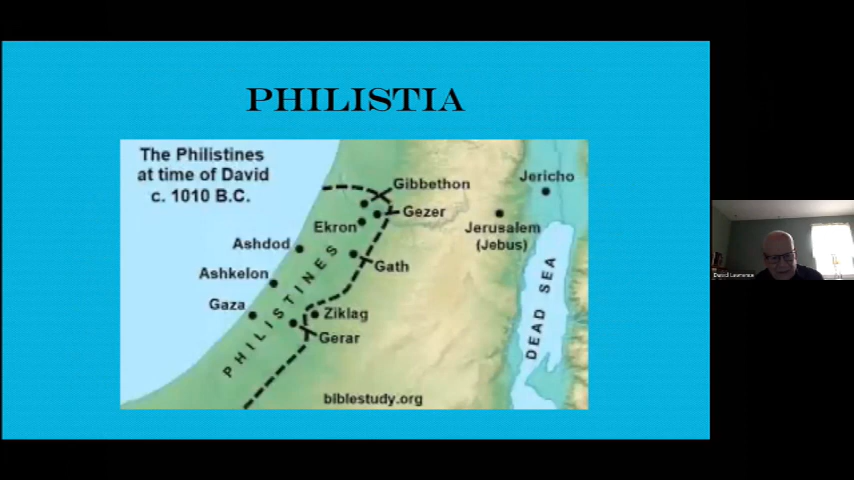 PHILISTIA
The Philistines
at time of David
c. 1010 B.C.
Gibbethon
Jericho
Gezer
Ekron
Jerusalem
(Jebus)
Ashdod
Gath
Ashkelon
Gaza
Ziklag
Gerar
PHILISTINES
DEAD SEA
biblestudy.org